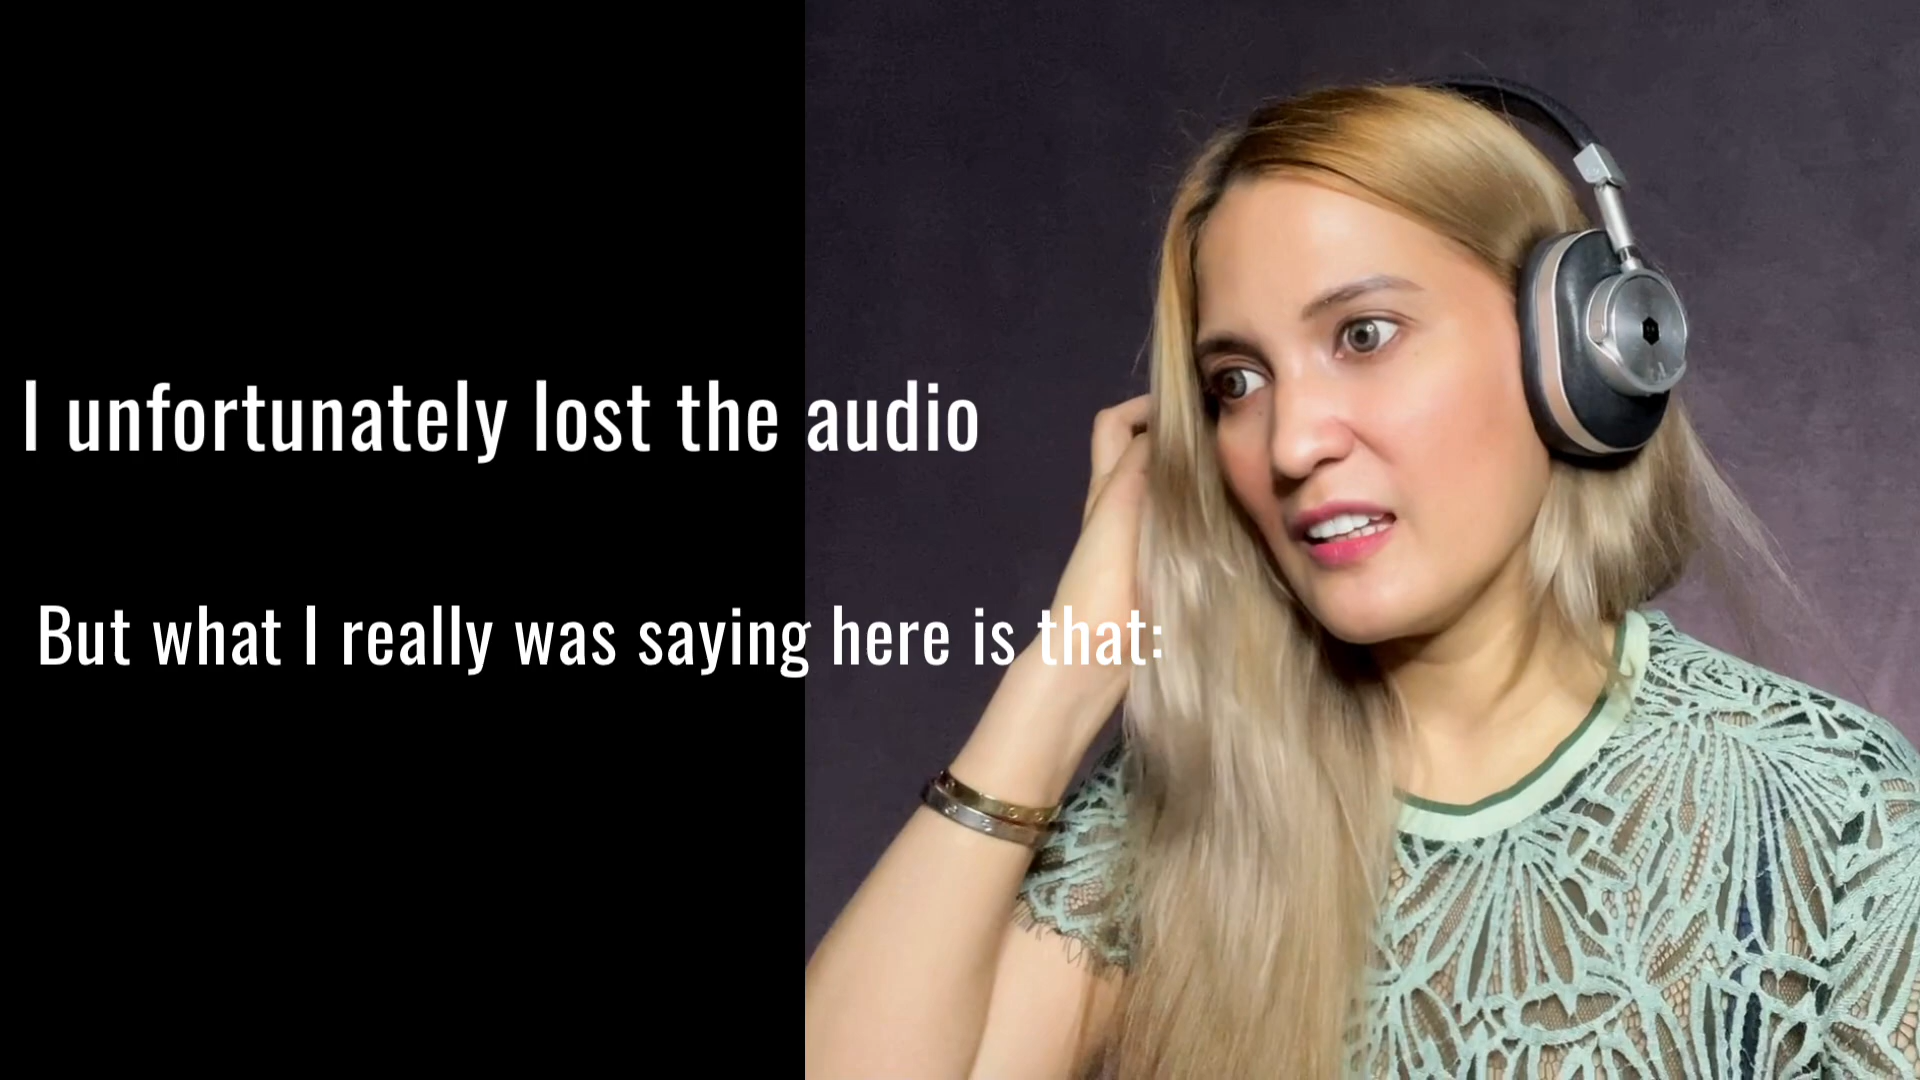 I unfortunately lost the audio
But what I really was saying here is that: